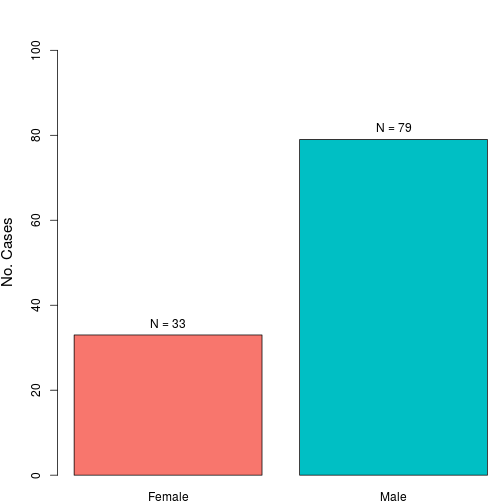 100
80
60
40
20
0
No. Cases
N = 33
N = 79
Female
Male